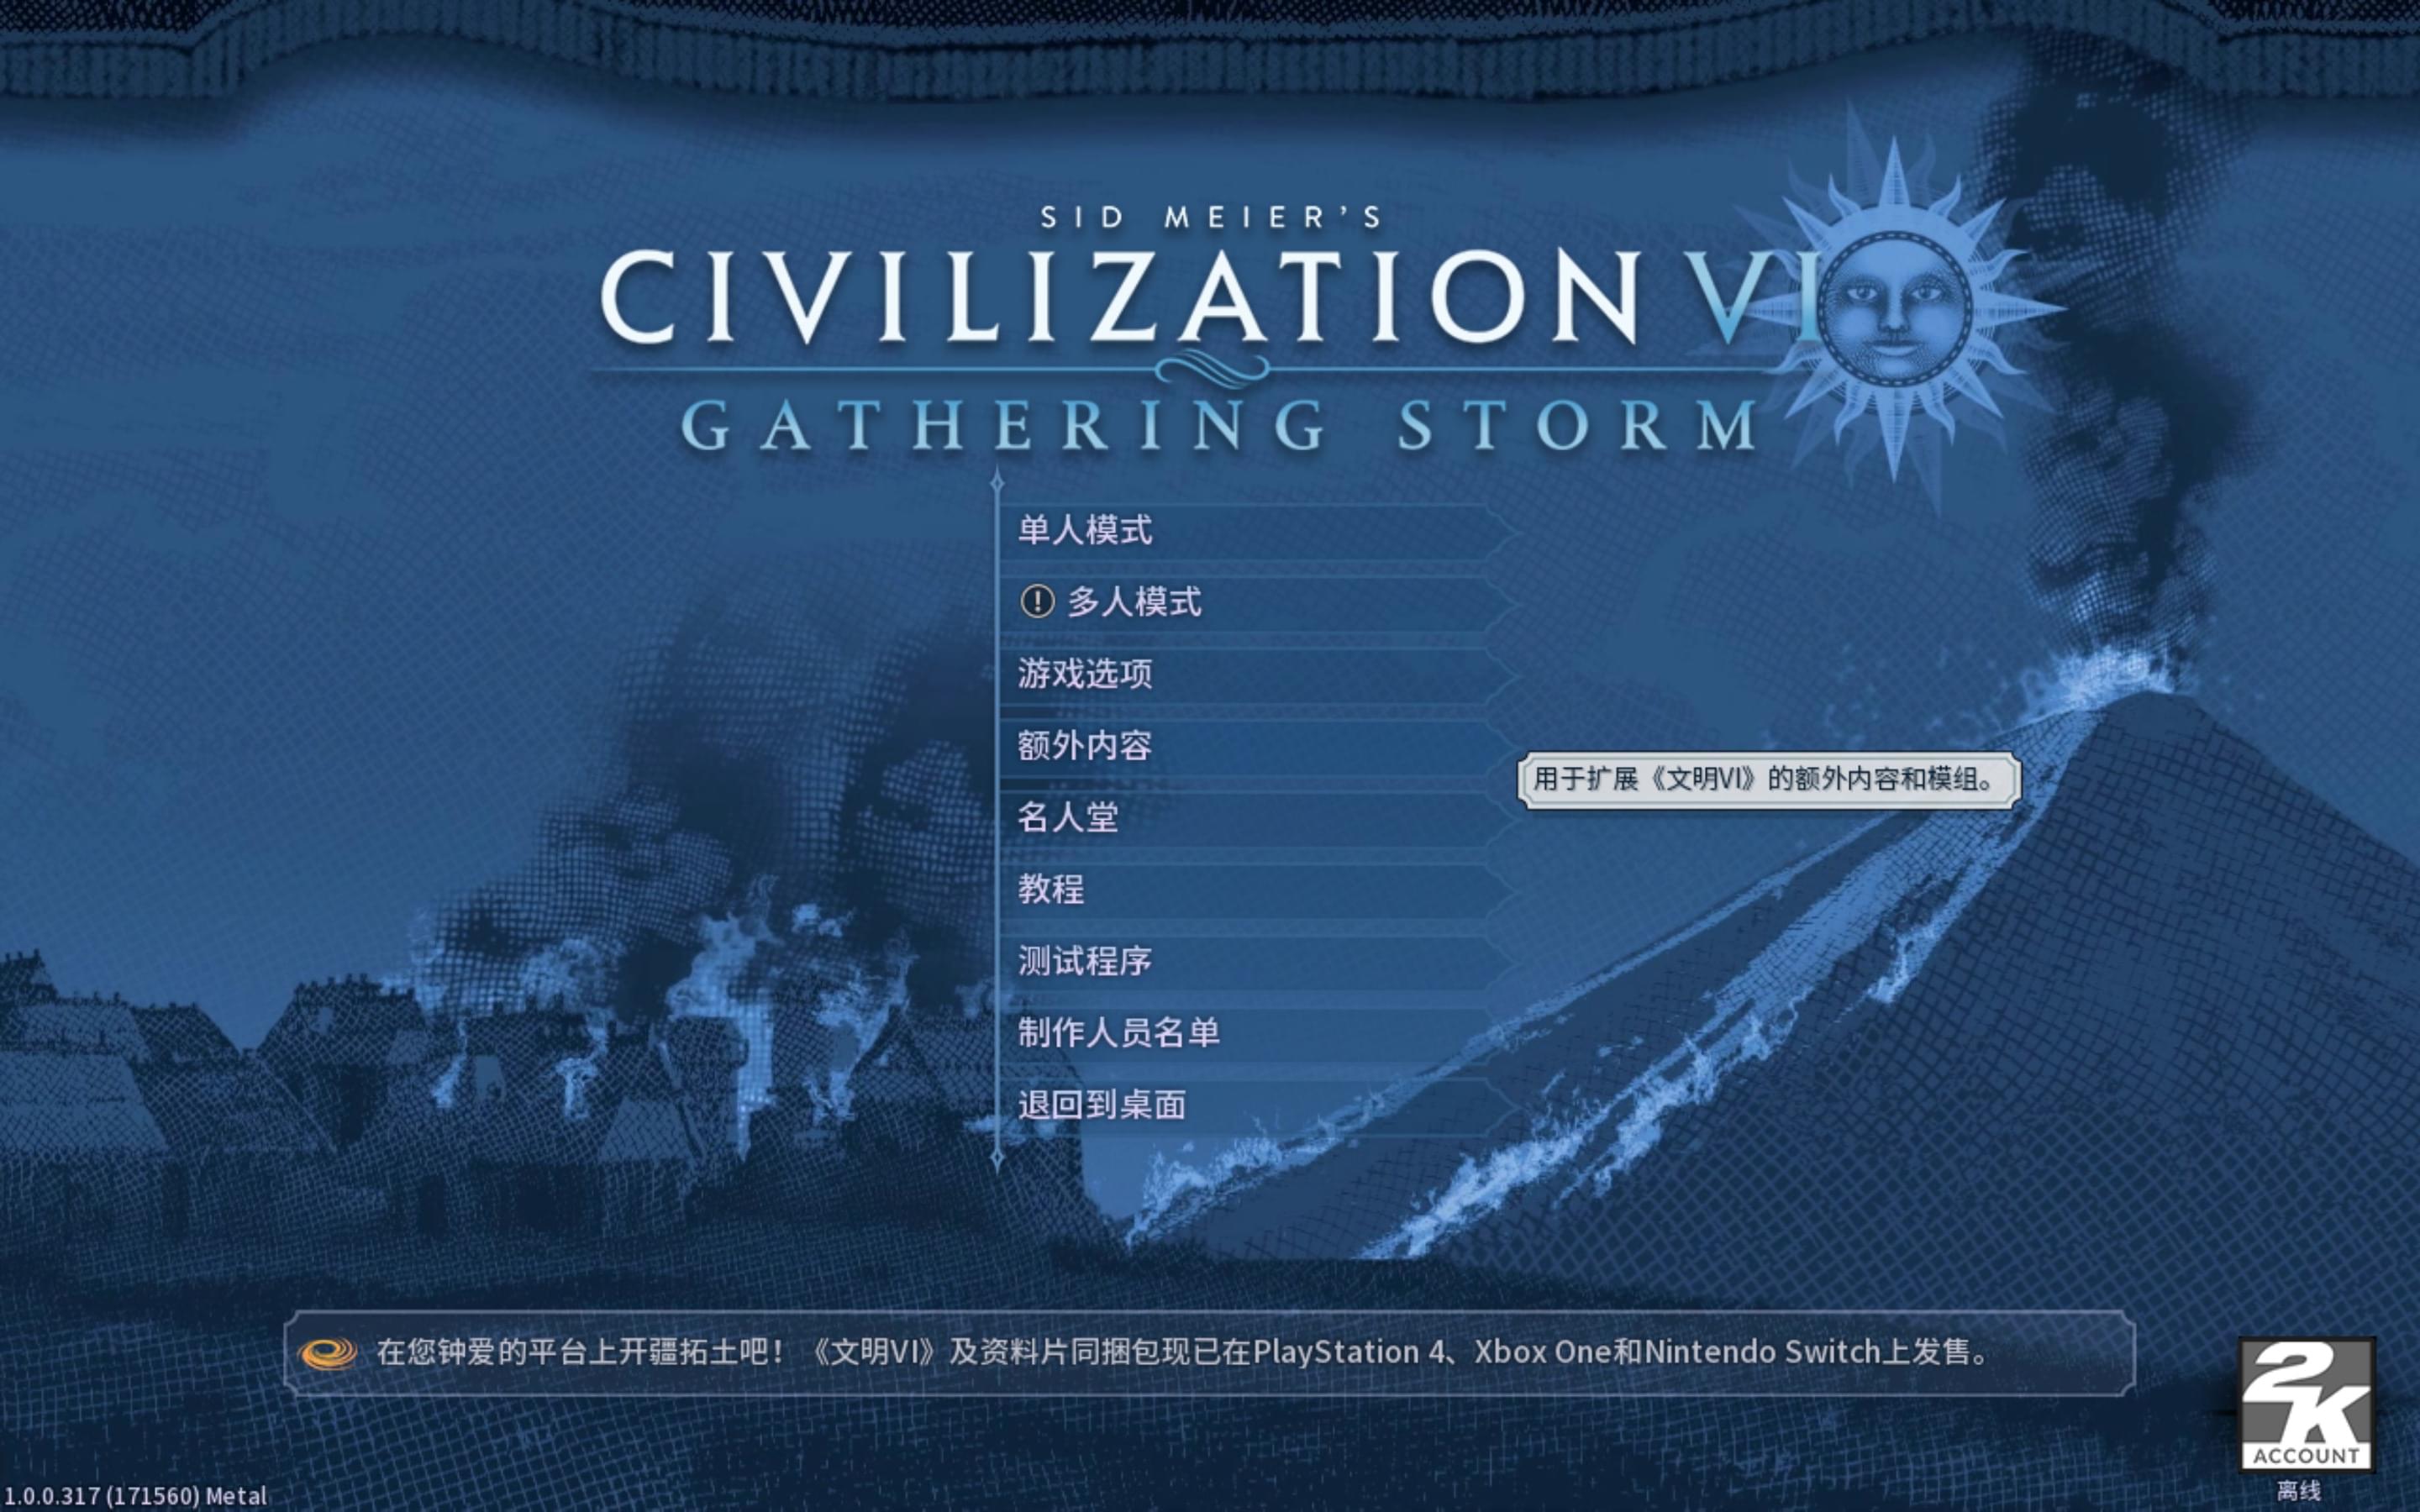 SID MEIER'S
CIVILIZATION VI
GATHERING STORM
单人模式
! 多人模式
游戏选项
额外内容
用于扩展《文明VI》的额外内容和模组。
名人堂
教程
测试程序
制作人员名单
退回到桌面
在您钟爱的平台上开疆拓土吧！《文明VI》及资料片同捆包现已在PlayStation 4、Xbox One和Nintendo Switch上发售。
2K
ACCOUNT
离线
1.0.0.317 (171560) Metal